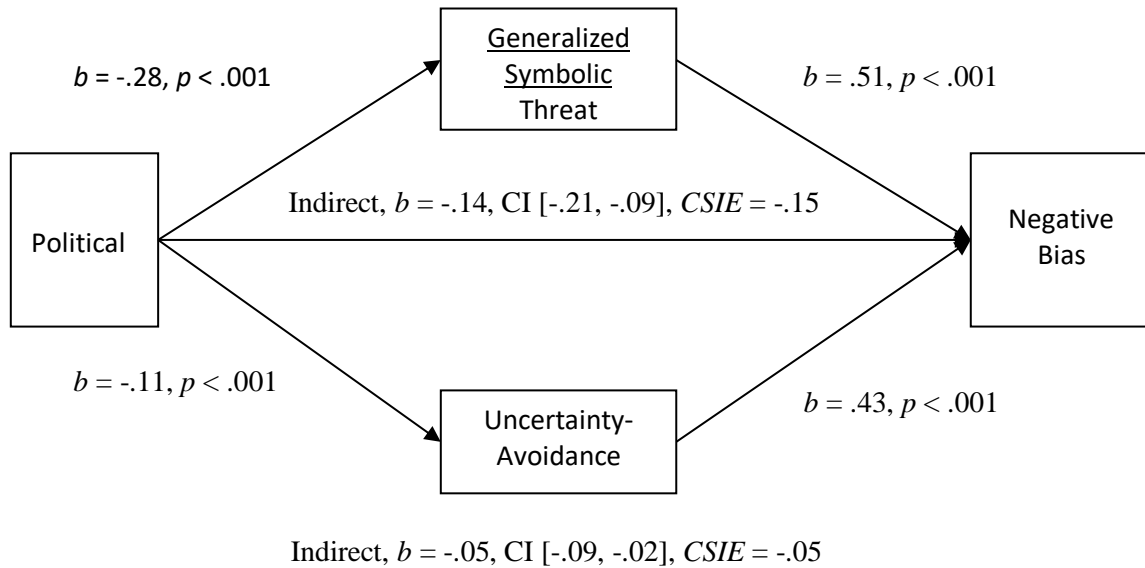 Generalized
Symbolic
Threat
b = -.28, p < .001
b = .51, p < .001
Indirect, b = -.14, CI [-.21, -.09], CSIE = -.15
Political
Negative
Bias
b = -.11, p < .001
b = .43, p < .001
Uncertainty-
Avoidance
Indirect, b = -.05, CI [-.09, -.02], CSIE = -.05